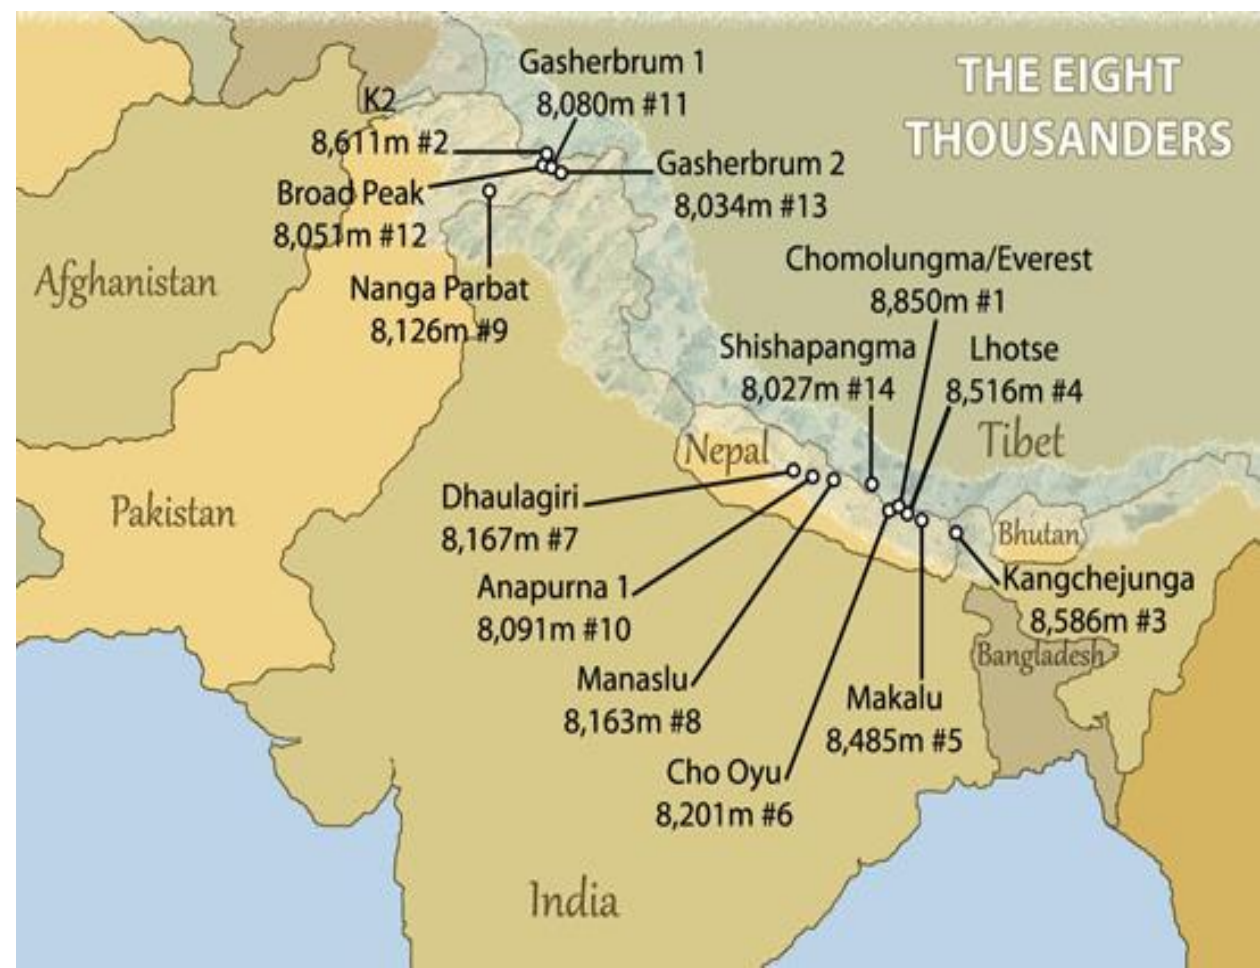 THE EIGHT
THOUSANDERS
Gasherbrum 1
8,080m #11
K2
8,611m #2
Gasherbrum 2
8,034m #13
Broad Peak
8,051m #12
Nanga Parbat
8,126m #9
Afghanistan
Chomolungma/Everest
8,850m #1
Shishapangma
8,027m #14
Lhotse
8,516m #4
Tibet
Nepal
Pakistan
Dhaulagiri
8,167m #7
Bhutan
Anapurna 1
8,091m #10
Kangchejunga
8,586m #3
Bangladesh
Manaslu
8,163m #8
Makalu
8,485m #5
Cho Oyu
8,201m #6
India